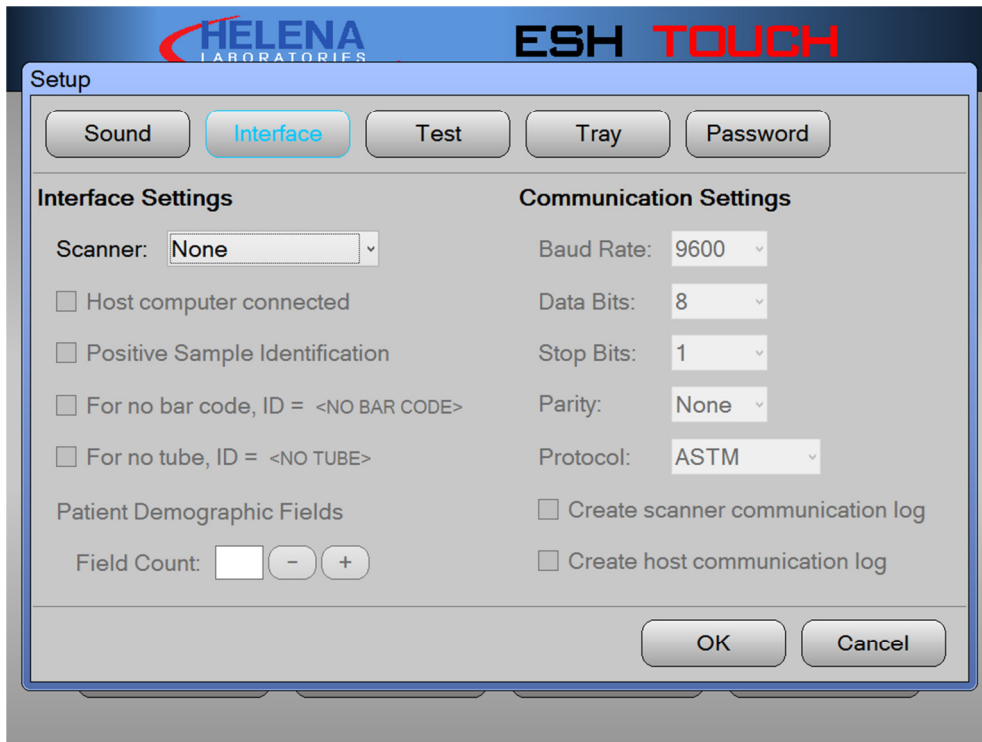 HELENA
LABORATORIES
ESH TOUCH
Setup
Sound
Interface
Test
Tray
Password
Interface Settings
Scanner: None
Host computer connected
Positive Sample Identification
For no bar code, ID = <NO BAR CODE>
For no tube, ID = <NO TUBE>
Patient Demographic Fields
Field Count: - +
Communication Settings
Baud Rate: 9600
Data Bits: 8
Stop Bits: 1
Parity: None
Protocol: ASTM
Create scanner communication log
Create host communication log
OK
Cancel